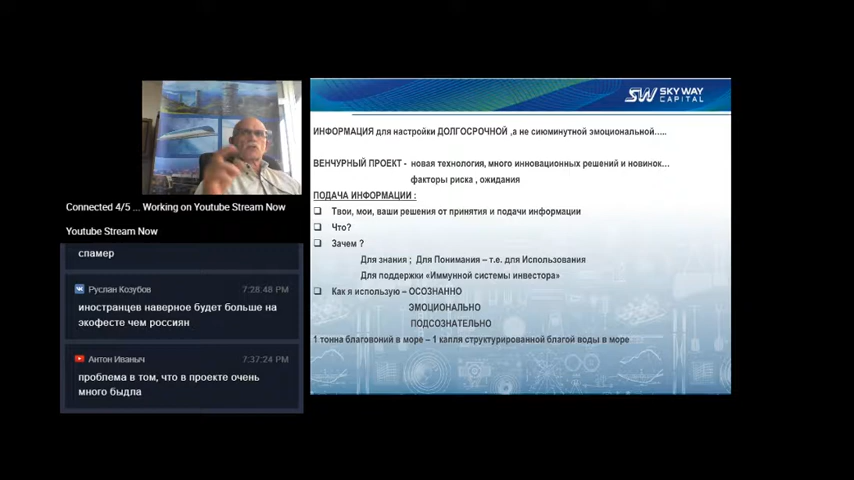 SW SKY WAY
CAPITAL
ИНФОРМАЦИЯ для настройки ДОЛГОСРОЧНОЙ ,а не сиюминутной эмоциональной…..
ВЕНЧУРНЫЙ ПРОЕКТ - новая технология, много инновационных решений и новинок…
факторы риска , ожидания
ПОДАЧА ИНФОРМАЦИИ :
Твои, мои, ваши решения от принятия и подачи информации
Что?
Зачем ?
Для знания ; Для Понимания – т.е. для Использования
Для поддержки «Иммунной системы инвестора»
Как я использую – ОСОЗНАННО
ЭМОЦИОНАЛЬНО
ПОДСОЗНАТЕЛЬНО
1 тонна благовоний в море – 1 капля структурированной благой воды в море
Connected 4/5 ... Working on Youtube Stream Now
Youtube Stream Now
спамер
Руслан Козубов 7:28:48 PM
иностранцев наверное будет больше на
экофесте чем россиян
Антон Иваныч 7:37:24 PM
проблема в том, что в проекте очень
много быдла